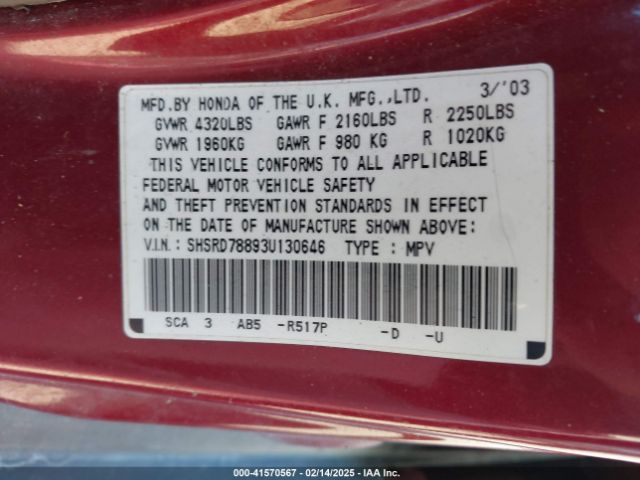 MFD.BY HONDA OF THE U.K. MFG.,LTD. 3/'03
GVWR 4320LBS GAWR F 2160LBS R 2250LBS
GVWR 1960KG GAWR F 980 KG R 1020KG
THIS VEHICLE CONFORMS TO ALL APPLICABLE
FEDERAL MOTOR VEHICLE SAFETY
AND THEFT PREVENTION STANDARDS IN EFFECT
ON THE DATE OF MANUFACTURE SHOWN ABOVE:
V.I.N.: SHSRD78893U130646 TYPE : MPV
SCA 3 AB5 -R517P -D -U
000-41570567 - 02/14/2025 - IAA Inc.